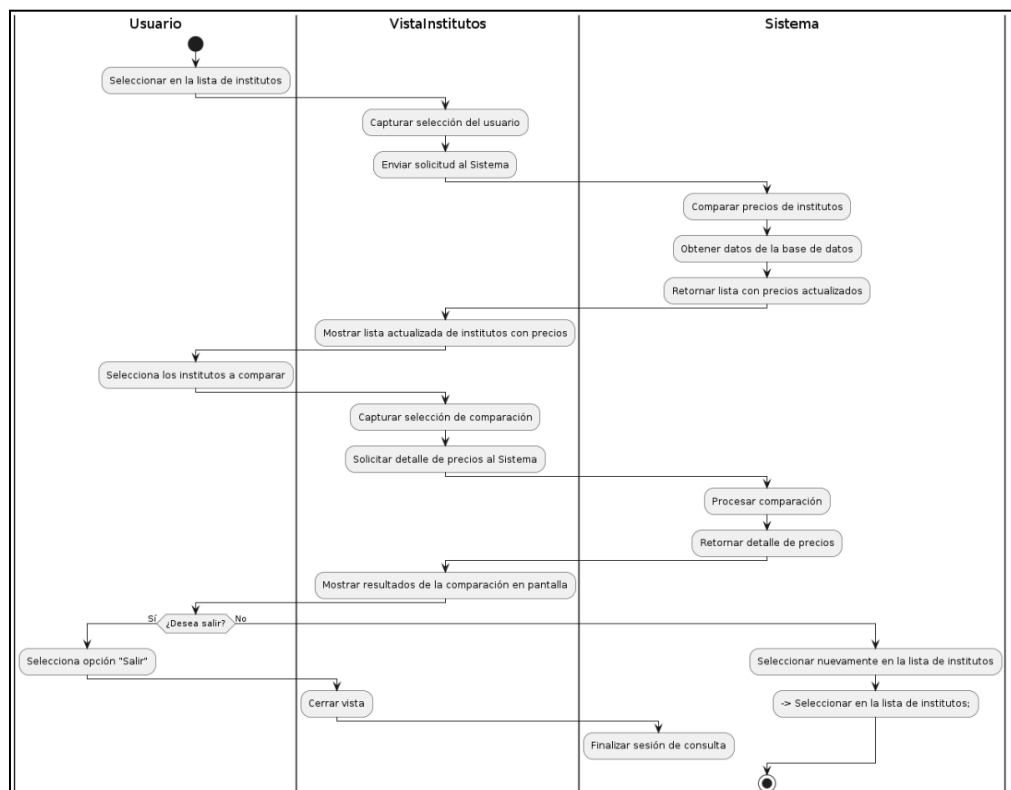 Usuario
VistaInstitutos
Sistema
Seleccionar en la lista de institutos
Capturar selección del usuario
Enviar solicitud al Sistema
Comparar precios de institutos
Obtener datos de la base de datos
Retornar lista con precios actualizados
Mostrar lista actualizada de institutos con precios
Selecciona los institutos a comparar
Capturar selección de comparación
Solicitar detalle de precios al Sistema
Procesar comparación
Retornar detalle de precios
Mostrar resultados de la comparación en pantalla
Sí
¿Desea salir?
No
Selecciona opción "Salir"
Seleccionar nuevamente en la lista de institutos
Cerrar vista
-> Seleccionar en la lista de institutos;
Finalizar sesión de consulta